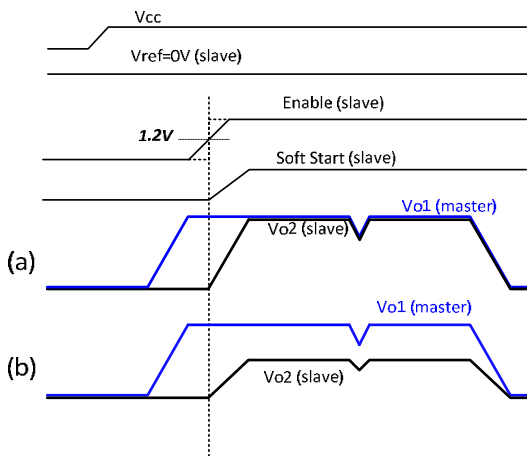 Vcc
Vref=0V (slave)
Enable (slave)
1.2V
Soft Start (slave)
Vo1 (master)
Vo2 (slave)
(a)
Vo1 (master)
(b)
Vo2 (slave)